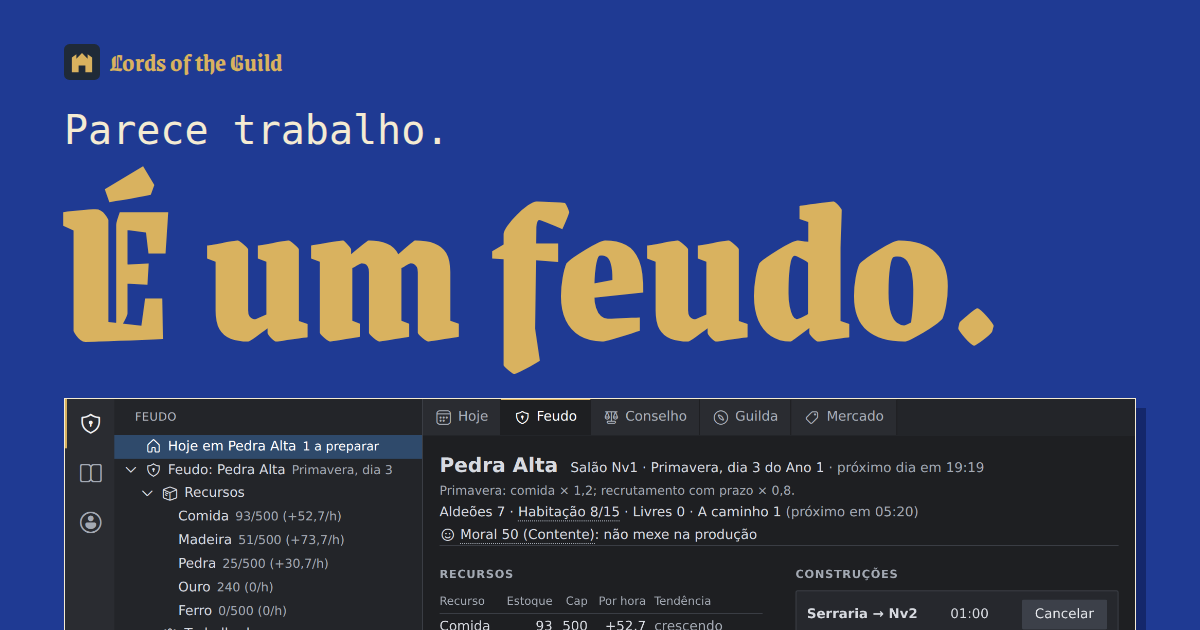 Lords of the Guild
Parece trabalho.
É um feudo.
FEUDO
Hoje em Pedra Alta 1 a preparar
Feudo: Pedra Alta Primavera, dia 3
Recursos
Comida 93/500 (+52,7/h)
Madeira 51/500 (+73,7/h)
Pedra 25/500 (+30,7/h)
Ouro 240 (0/h)
Ferro 0/500 (0/h)
Hoje Feudo Conselho Guilda Mercado
Pedra Alta Salão Nv1 · Primavera, dia 3 do Ano 1 · próximo dia em 19:19
Primavera: comida × 1,2; recrutamento com prazo × 0,8.
Aldeões 7 · Habitação 8/15 · Livres 0 · A caminho 1 (próximo em 05:20)
Moral 50 (Contente): não mexe na produção
RECURSOS
Recurso Estoque Cap Por hora Tendência
Comida 93 500 +52,7 crescendo
CONSTRUÇÕES
Serraria → Nv2 01:00 Cancelar